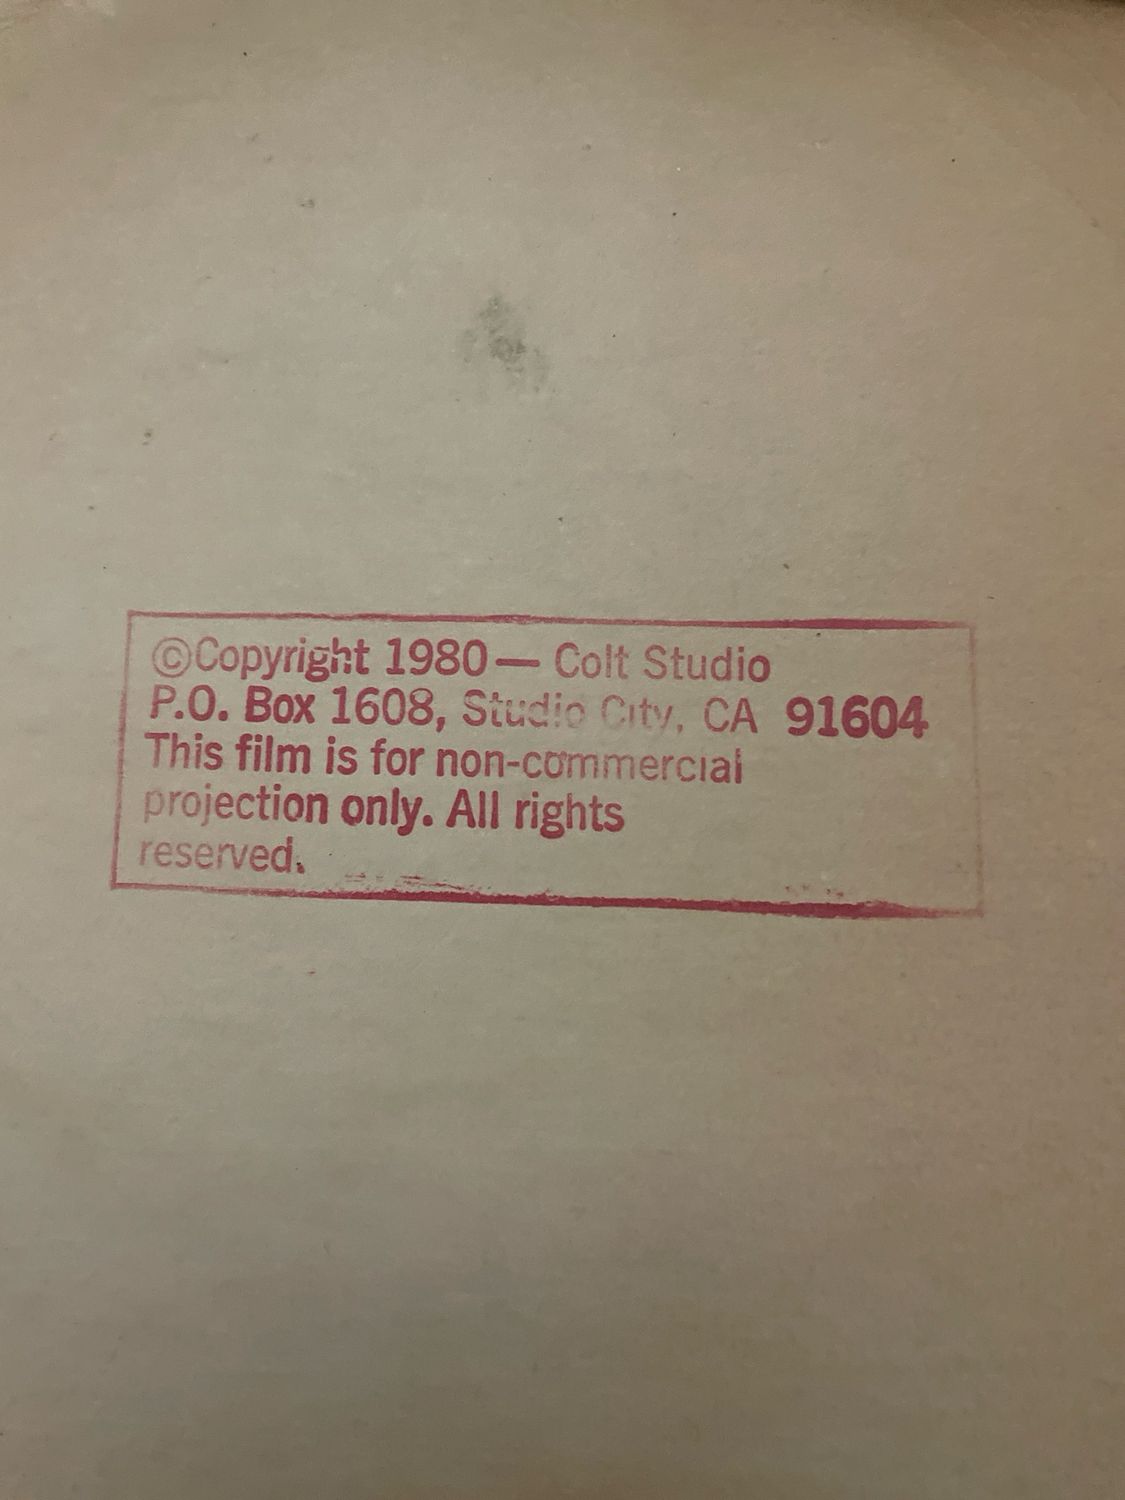 ©Copyright 1980 — Colt Studio
P.O. Box 1608, Studio City, CA 91604
This film is for non-commercial
projection only. All rights
reserved.